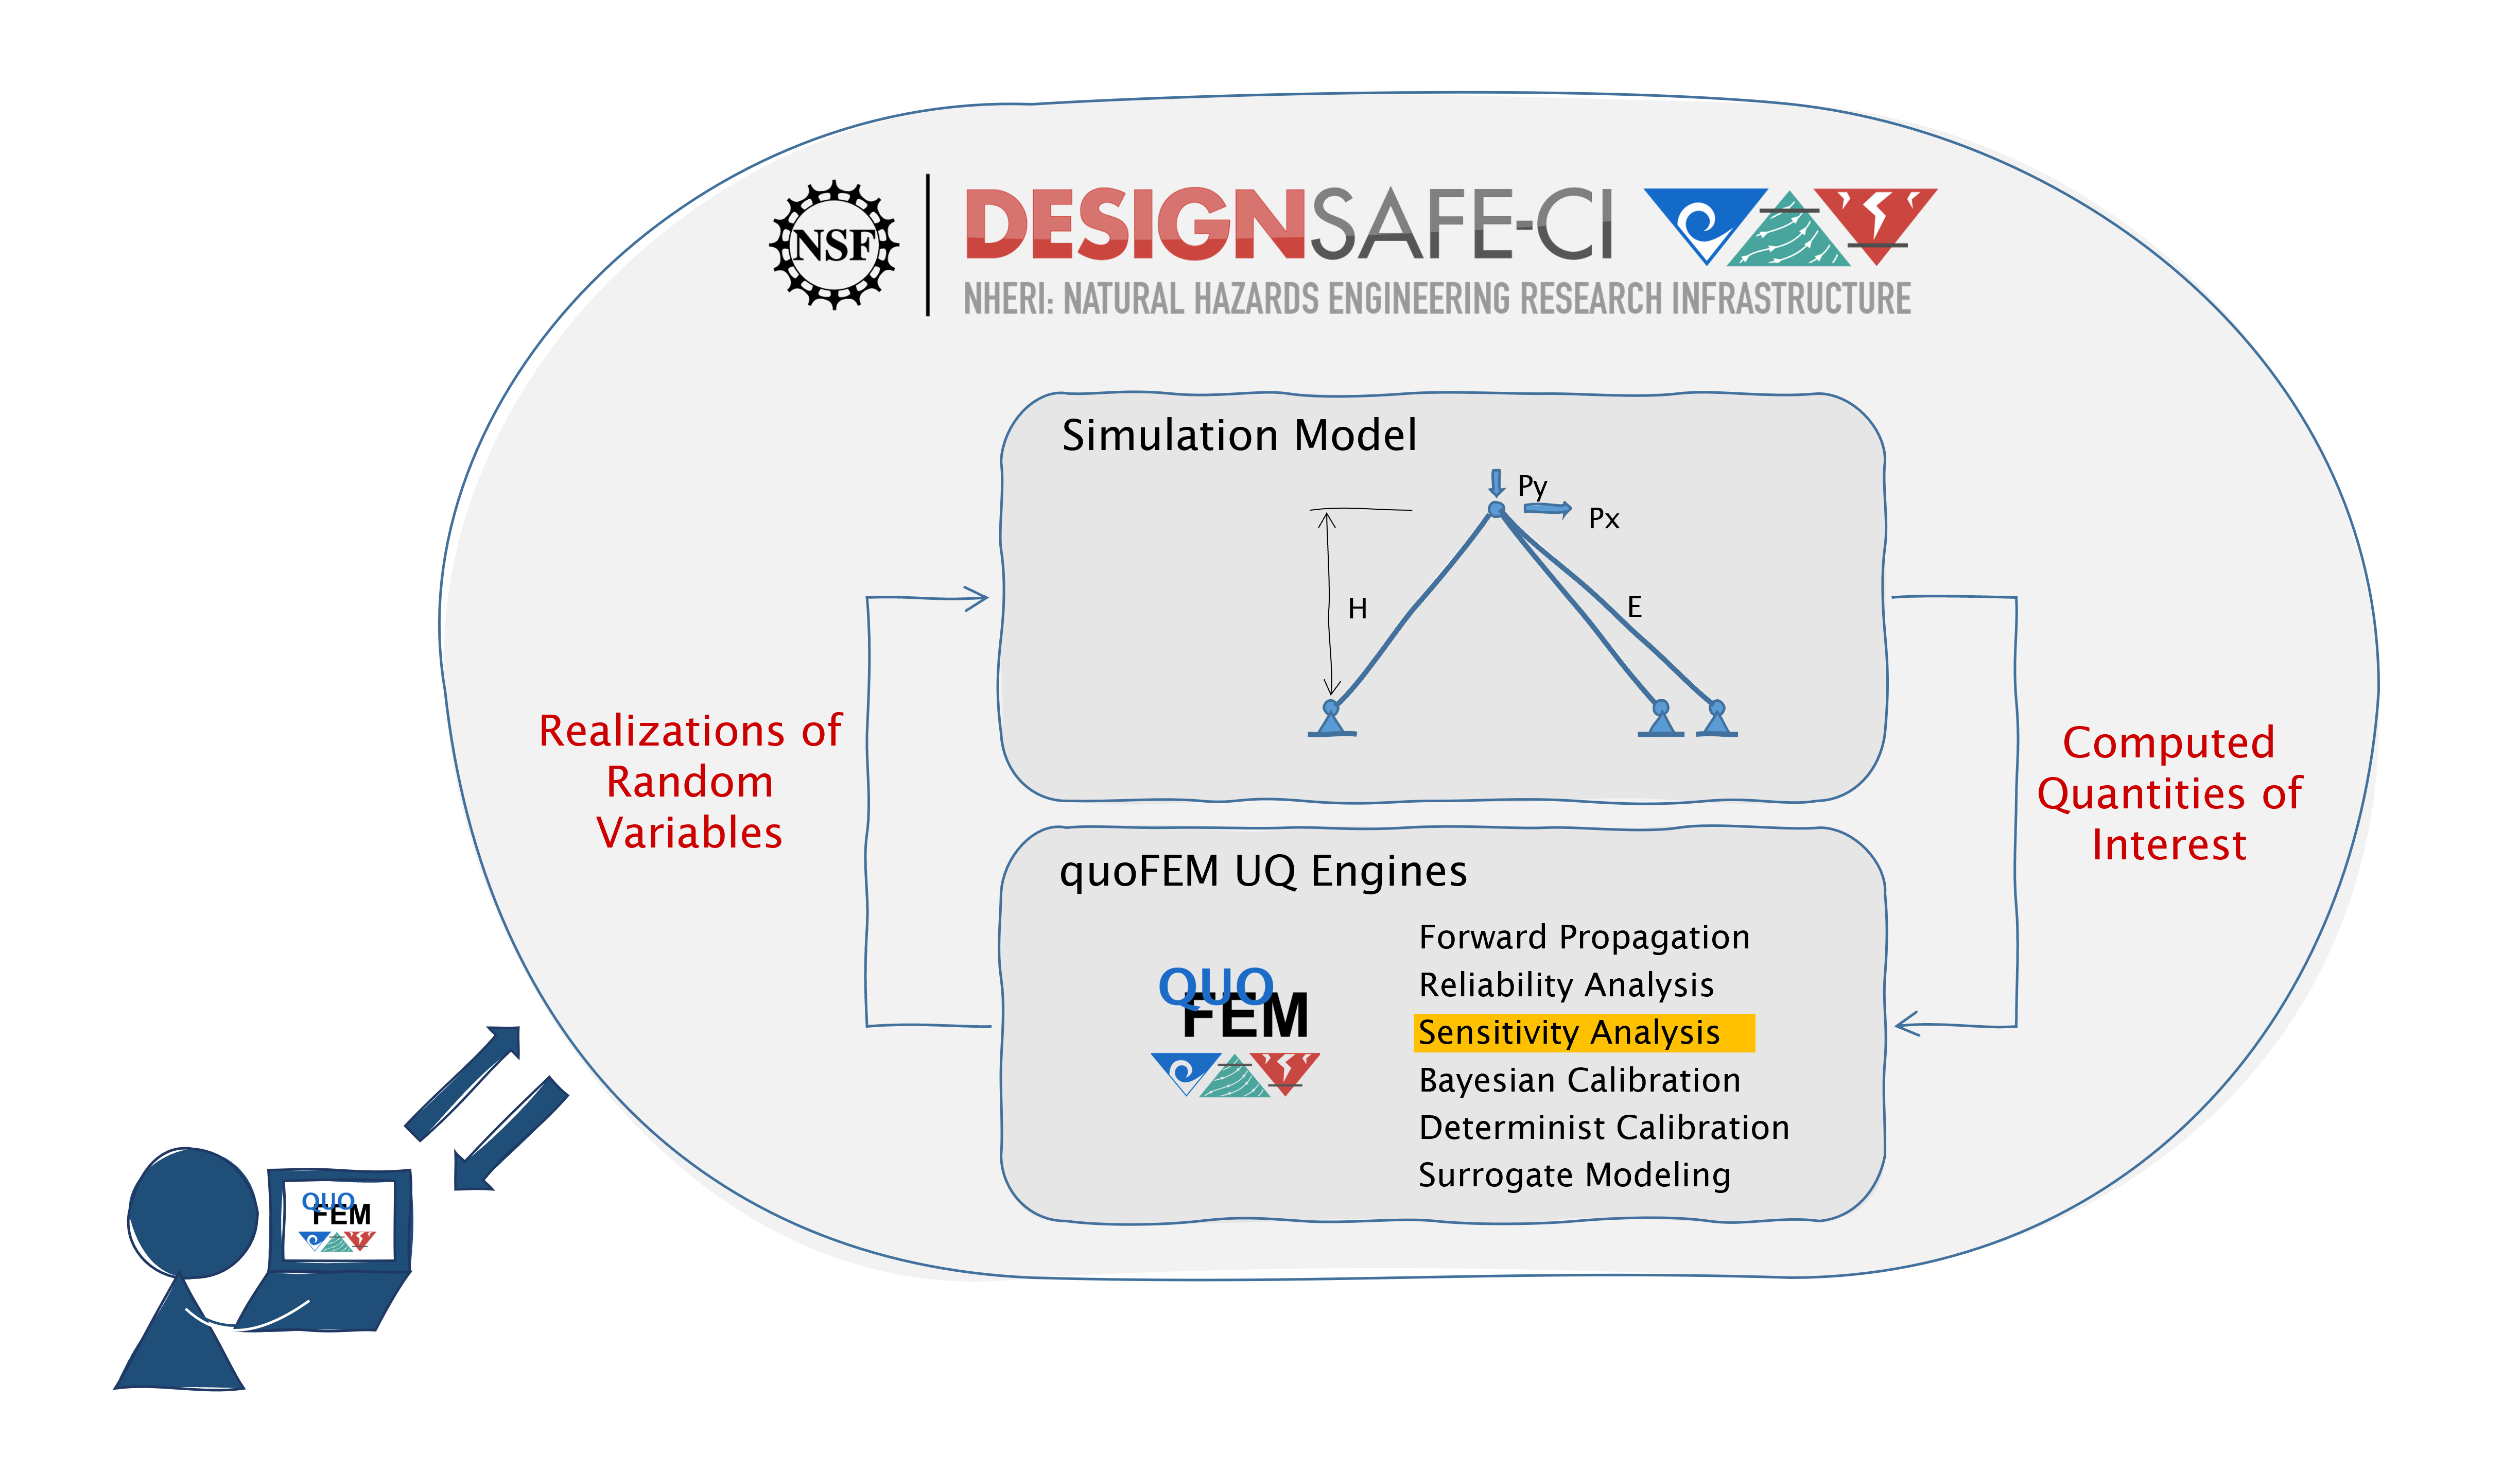 NSF
DESIGNSAFE-CI
NHERI: NATURAL HAZARDS ENGINEERING RESEARCH INFRASTRUCTURE
Simulation Model
Py
Px
H
E
Realizations of
Random
Variables
Computed
Quantities of
Interest
quoFEM UQ Engines
QUO
FEM
Forward Propagation
Reliability Analysis
Sensitivity Analysis
Bayesian Calibration
Determinist Calibration
Surrogate Modeling
QUO
FEM